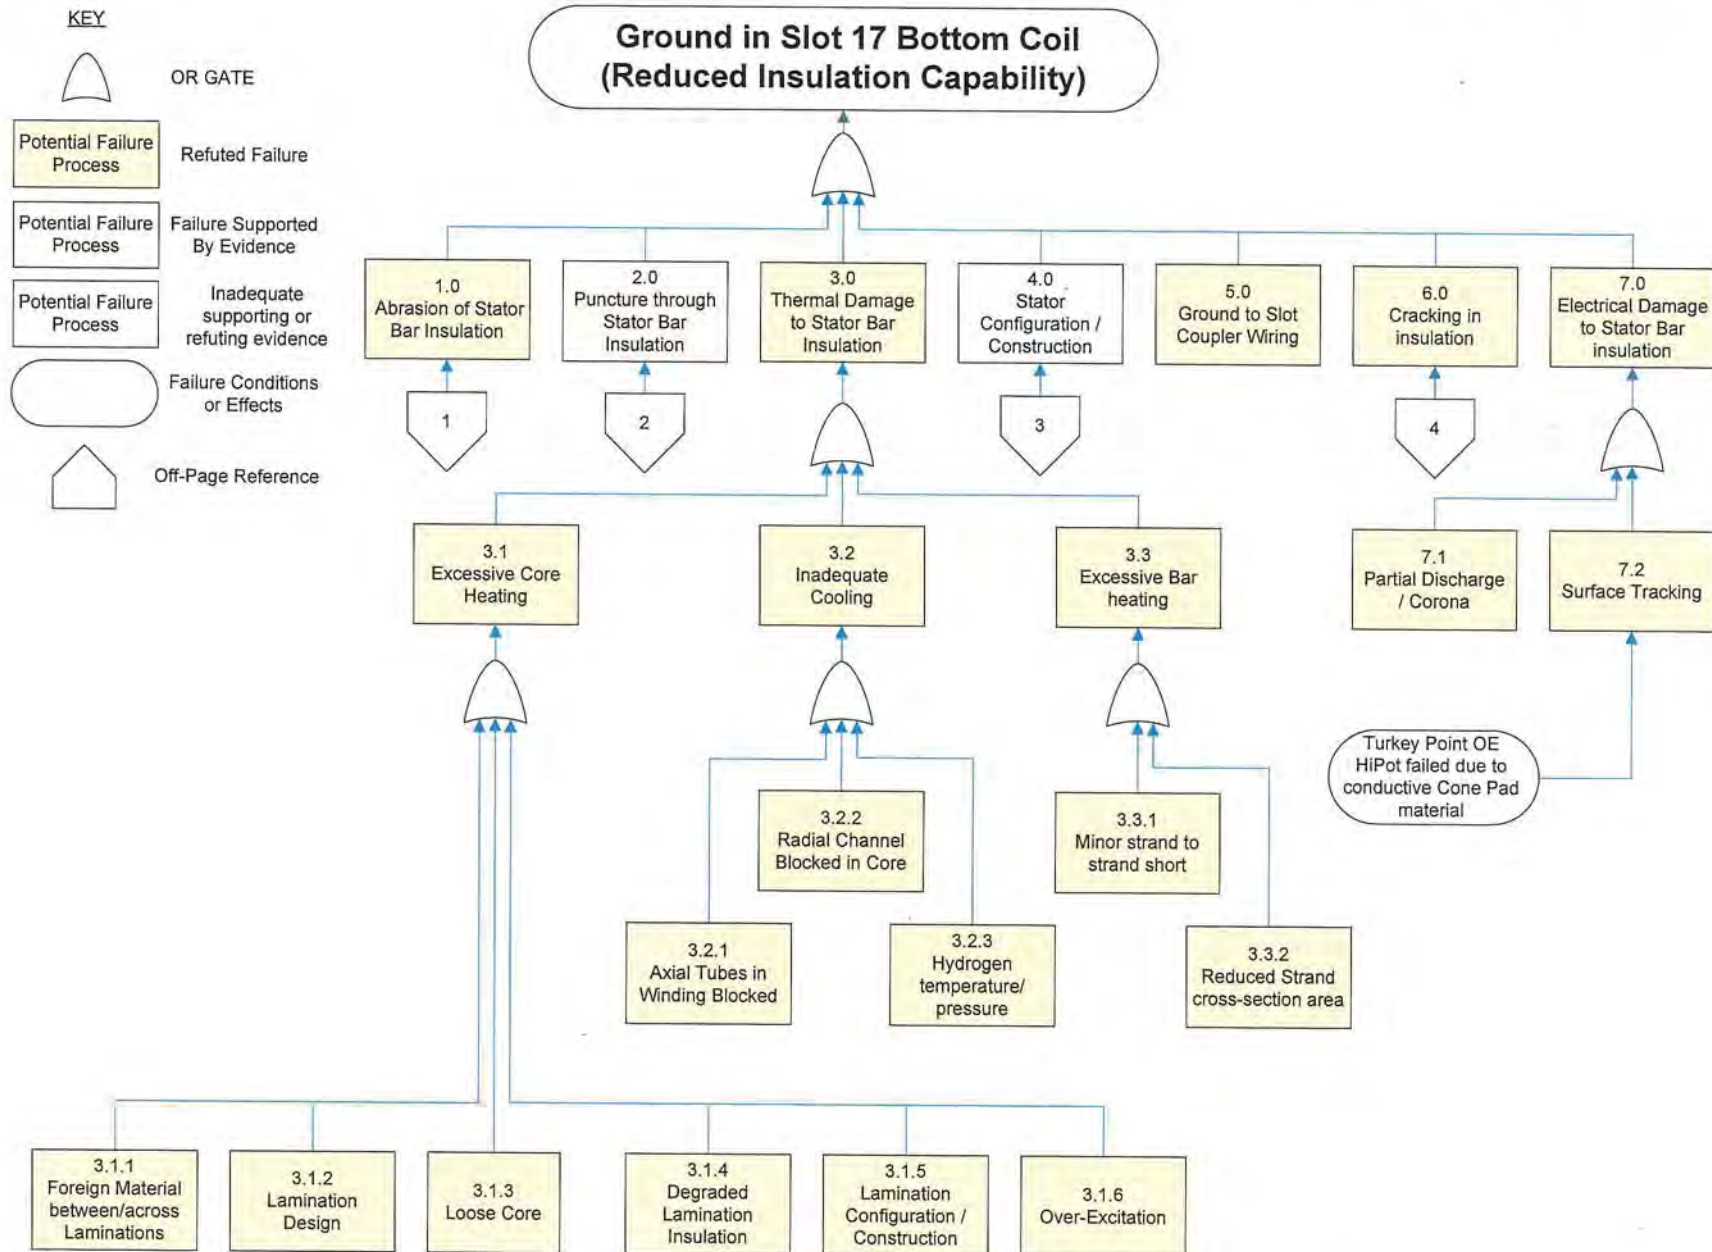 KEY
OR GATE
Potential Failure
Process
Refuted Failure
Potential Failure
Process
Failure Supported
By Evidence
Potential Failure
Process
Inadequate
supporting or
refuting evidence
Failure Conditions
or Effects
Off-Page Reference
Ground in Slot 17 Bottom Coil
(Reduced Insulation Capability)
1.0
Abrasion of Stator
Bar Insulation
2.0
Puncture through
Stator Bar
Insulation
3.0
Thermal Damage
to Stator Bar
Insulation
4.0
Stator
Configuration /
Construction
5.0
Ground to Slot
Coupler Wiring
6.0
Cracking in
insulation
7.0
Electrical Damage
to Stator Bar
insulation
1
2
3
4
3.1
Excessive Core
Heating
3.2
Inadequate
Cooling
3.3
Excessive Bar
heating
7.1
Partial Discharge
/ Corona
7.2
Surface Tracking
Turkey Point OE
HiPot failed due to
conductive Cone Pad
material
3.2.2
Radial Channel
Blocked in Core
3.3.1
Minor strand to
strand short
3.2.1
Axial Tubes in
Winding Blocked
3.2.3
Hydrogen
temperature/
pressure
3.3.2
Reduced Strand
cross-section area
3.1.1
Foreign Material
between/across
Laminations
3.1.2
Lamination
Design
3.1.3
Loose Core
3.1.4
Degraded
Lamination
Insulation
3.1.5
Lamination
Configuration /
Construction
3.1.6
Over-Excitation